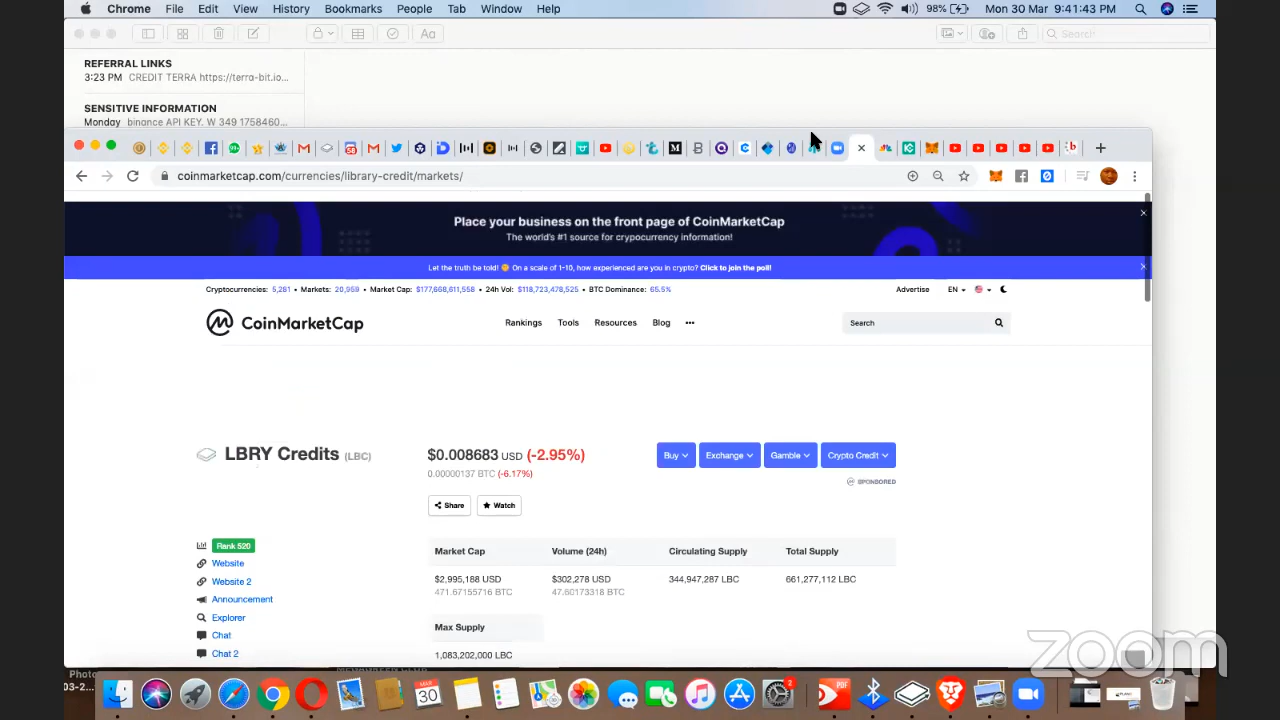 Chrome File Edit View History Bookmarks People Tab Window Help 98% Mon 30 Mar 9:41:43 PM
Aa Search
REFERRAL LINKS
3:23 PM CREDIT TERRA https://terra-bit.io...
SENSITIVE INFORMATION
Monday binance API KEY. W 349 1758460...
coinmarketcap.com/currencies/library-credit/markets/
Place your business on the front page of CoinMarketCap
The world's #1 source for crypocurrency information!
Let the truth be told! On a scale of 1-10, how experienced are you in crypto? Click to join the poll!
Cryptocurrencies: 5,281 • Markets: 20,959 • Market Cap: $177,668,611,558 • 24h Vol: $118,723,478,525 • BTC Dominance: 65.5% Advertise EN
CoinMarketCap Rankings Tools Resources Blog ••• Search
LBRY Credits (LBC) $0.008683 USD (-2.95%) Buy Exchange Gamble Crypto Credit
0.00000137 BTC (-6.17%)
SPONSORED
Share Watch
Rank 520
Website
Website 2
Announcement
Explorer
Chat
Chat 2
Market Cap Volume (24h) Circulating Supply Total Supply
$2,995,188 USD $302,278 USD 344,947,287 LBC 661,277,112 LBC
471.67155716 BTC 47.60173318 BTC
Max Supply
1,083,202,000 LBC
zoom
Photo
03-2...
30
PDF
2